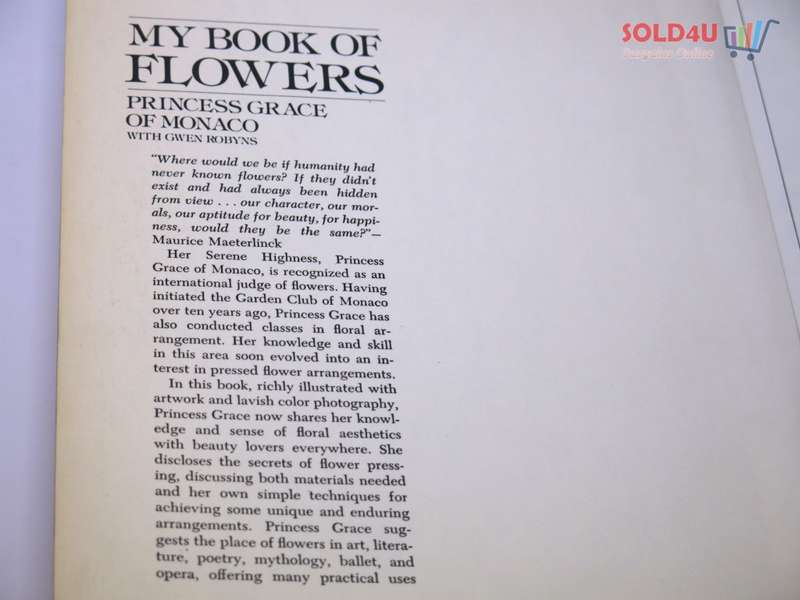 SOLD4U
Everyone Online
MY BOOK OF
FLOWERS
PRINCESS GRACE
OF MONACO
WITH GWEN ROBYNS
"Where would we be if humanity had
never known flowers? If they didn't
exist and had always been hidden
from view . . . our character, our mor-
als, our aptitude for beauty, for happi-
ness, would they be the same?"—
Maurice Maeterlinck
Her Serene Highness, Princess
Grace of Monaco, is recognized as an
international judge of flowers. Having
initiated the Garden Club of Monaco
over ten years ago, Princess Grace has
also conducted classes in floral ar-
rangement. Her knowledge and skill
in this area soon evolved into an in-
terest in pressed flower arrangements.
In this book, richly illustrated with
artwork and lavish color photography,
Princess Grace now shares her knowl-
edge and sense of floral aesthetics
with beauty lovers everywhere. She
discloses the secrets of flower press-
ing, discussing both materials needed
and her own simple techniques for
achieving some unique and enduring
arrangements. Princess Grace sug-
gests the place of flowers in art, litera-
ture, poetry, mythology, ballet, and
opera, offering many practical uses